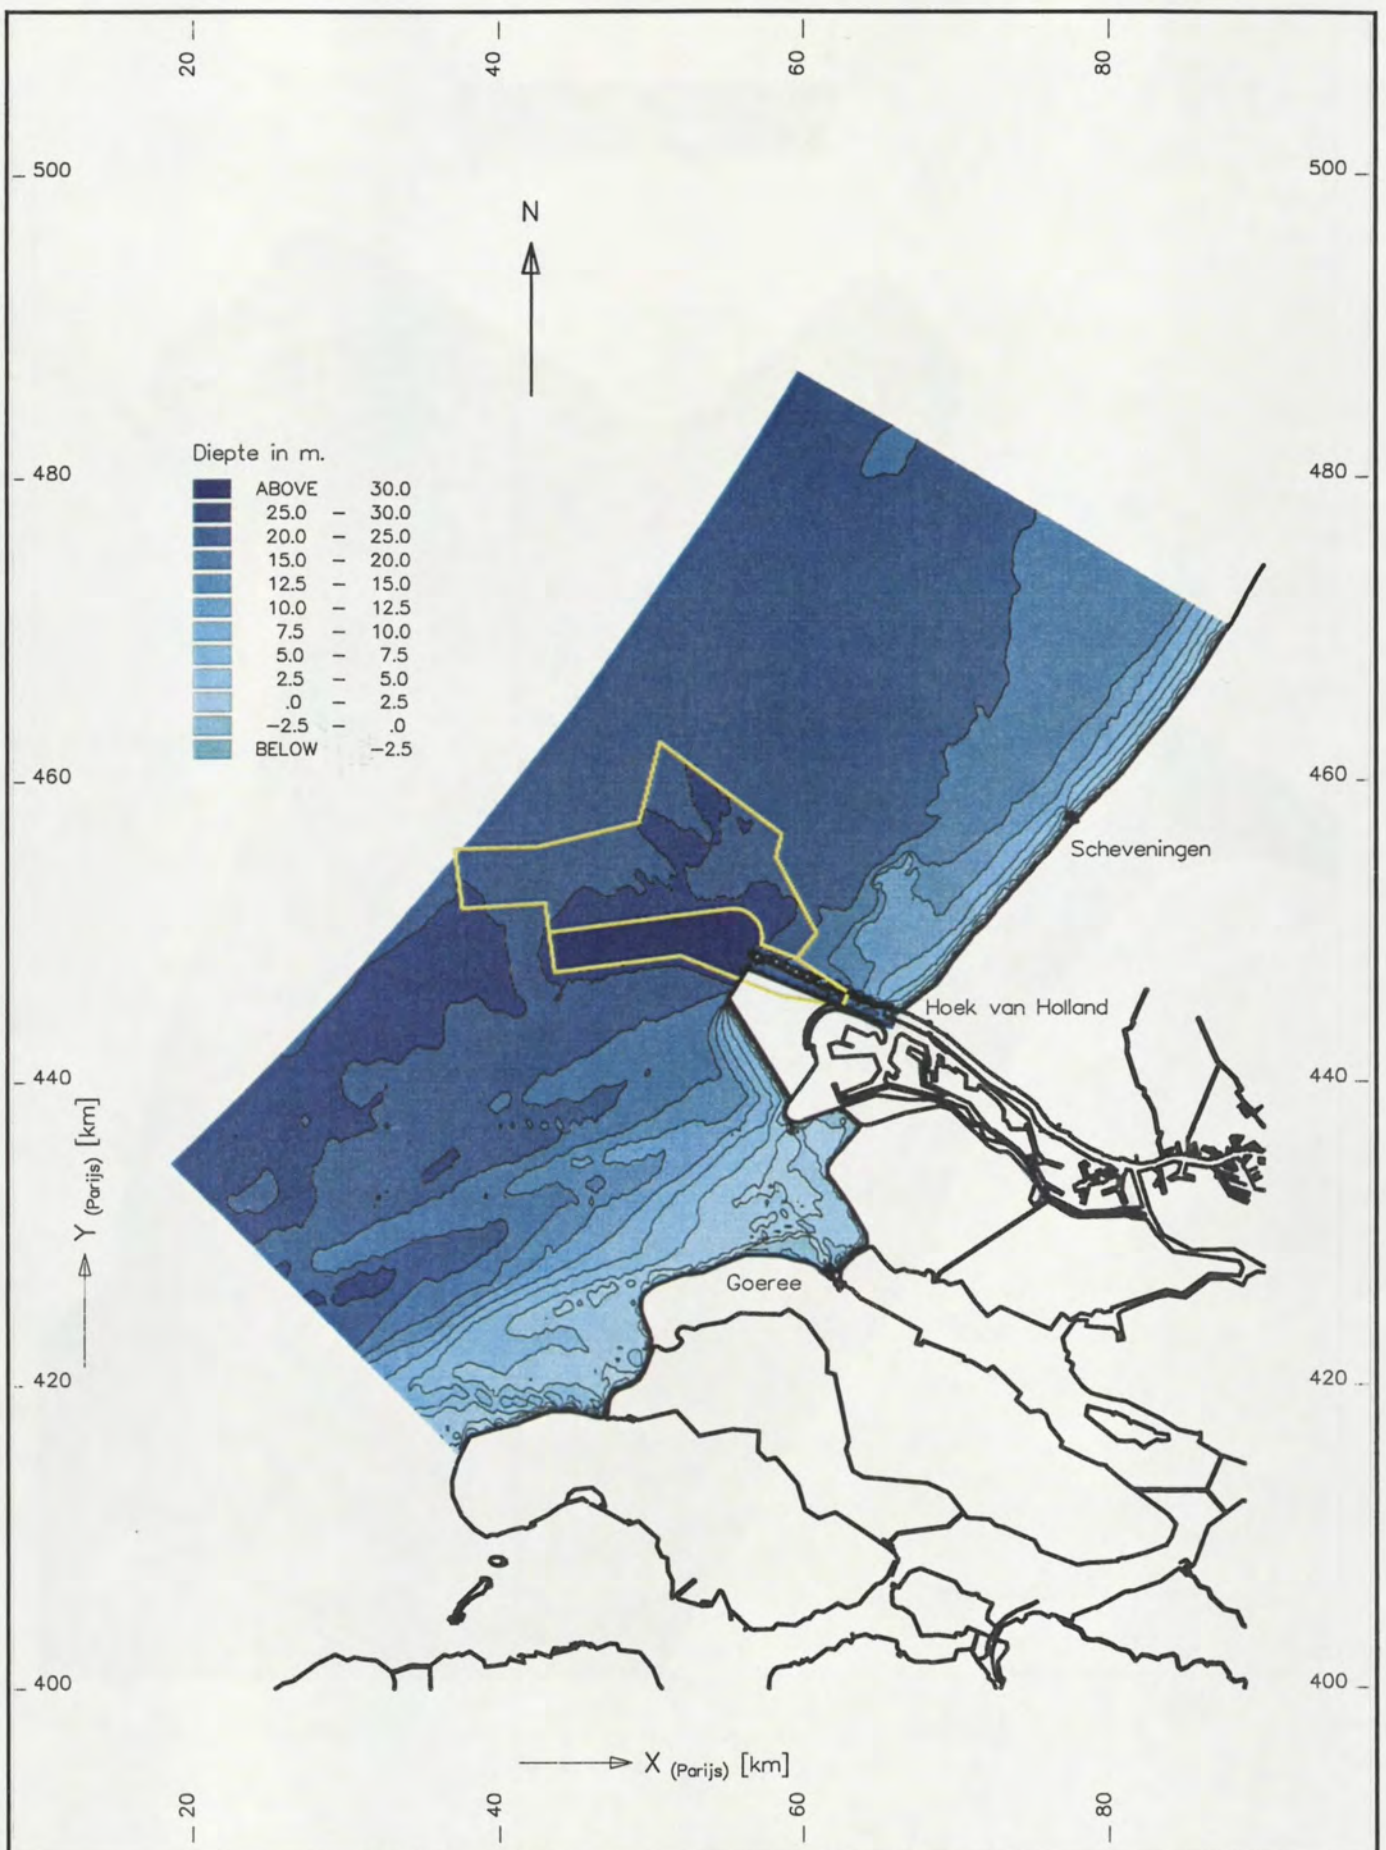 20 40 60 80
500 500
N
480 480
Diepte in m.
ABOVE 30.0
25.0 – 30.0
20.0 – 25.0
15.0 – 20.0
12.5 – 15.0
10.0 – 12.5
7.5 – 10.0
5.0 – 7.5
2.5 – 5.0
.0 – 2.5
–2.5 – .0
BELOW –2.5
460 460
Scheveningen
Hoek van Holland
440 440
Y (Parijs) [km]
Goeree
420 420
400 400
X (Parijs) [km]
20 40 60 80